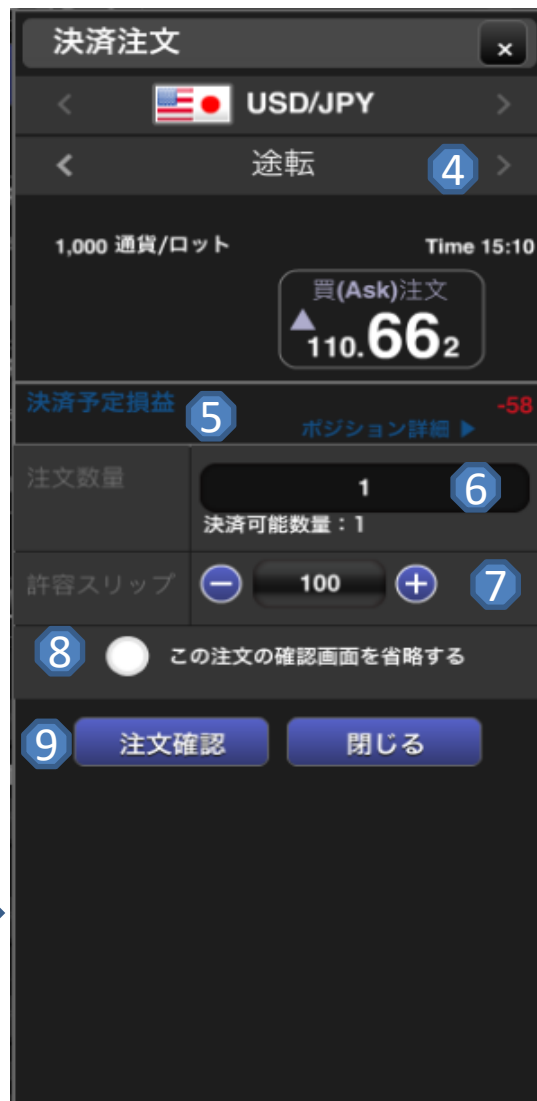 決済注文
×
< USD/JPY >
< 途転 4 >
1,000 通貨/ロット Time 15:10
買(Ask)注文
▲110.662
決済予定損益 5 -58
ポジション詳細 ▶
注文数量 1 6
決済可能数量：1
許容スリップ － 100 ＋ 7
8 この注文の確認画面を省略する
9 注文確認 閉じる